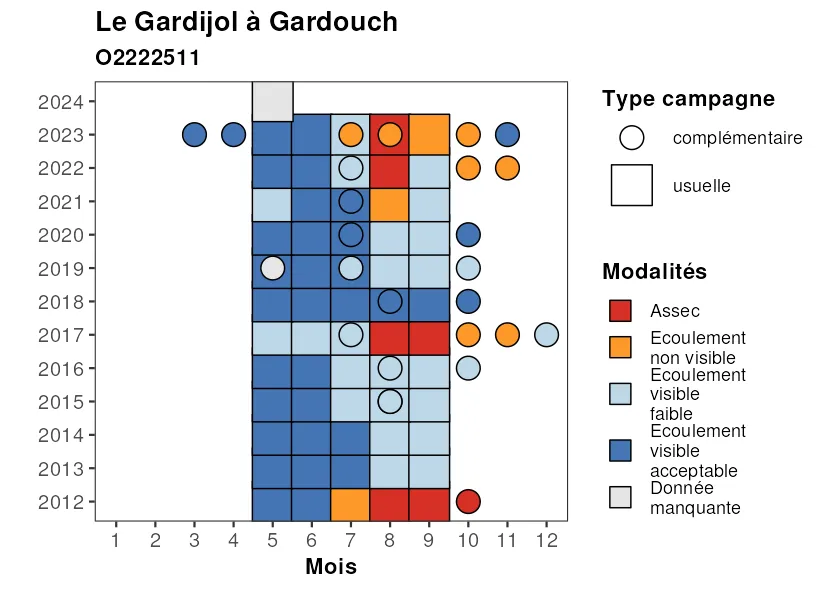 Le Gardijol à Gardouch
O2222511
2024
2023
2022
2021
2020
2019
2018
2017
2016
2015
2014
2013
2012
1 2 3 4 5 6 7 8 9 10 11 12
Mois
Type campagne
complémentaire
usuelle
Modalités
Assec
Ecoulement
non visible
Ecoulement
visible
faible
Ecoulement
visible
acceptable
Donnée
manquante